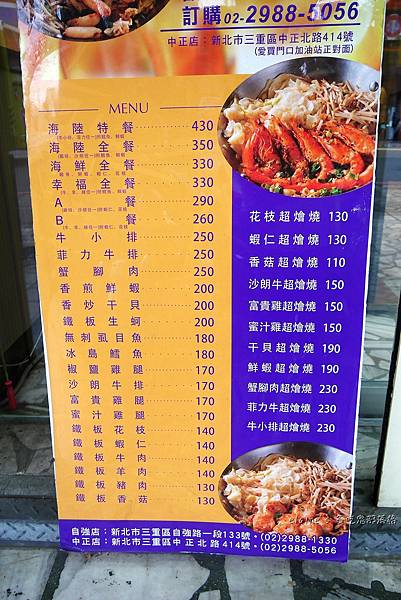 訂購02-2988-5056
中正店：新北市三重區中正北路414號
(愛買門口加油站正對面)
MENU
海陸特餐 430
海陸全餐 350
海鮮全餐 330
幸福全餐 330
A餐 290
B餐 260
牛小排 250
菲力牛排 250
蟹腳肉 250
香煎鮮蝦 200
香炒干貝 200
鐵板生蚵 200
無刺虱目魚 180
冰島鱈魚 180
椒鹽雞腿 170
沙朗牛排 170
富貴雞腿 170
蜜汁雞腿 170
鐵板花枝 140
鐵板蝦仁 140
鐵板牛肉 140
鐵板羊肉 140
鐵板豬肉 130
鐵板香菇 130
花枝超燴燒 130
蝦仁超燴燒 130
香菇超燴燒 110
沙朗牛超燴燒 150
富貴雞超燴燒 150
蜜汁雞超燴燒 150
干貝超燴燒 190
鮮蝦超燴燒 190
蟹腳肉超燴燒 230
菲力牛超燴燒 230
牛小排超燴燒 230
自強店：新北市三重區自強路一段133號・(02)2988-1330
中正店：新北市三重區中正北路414號・(02)2988-5056